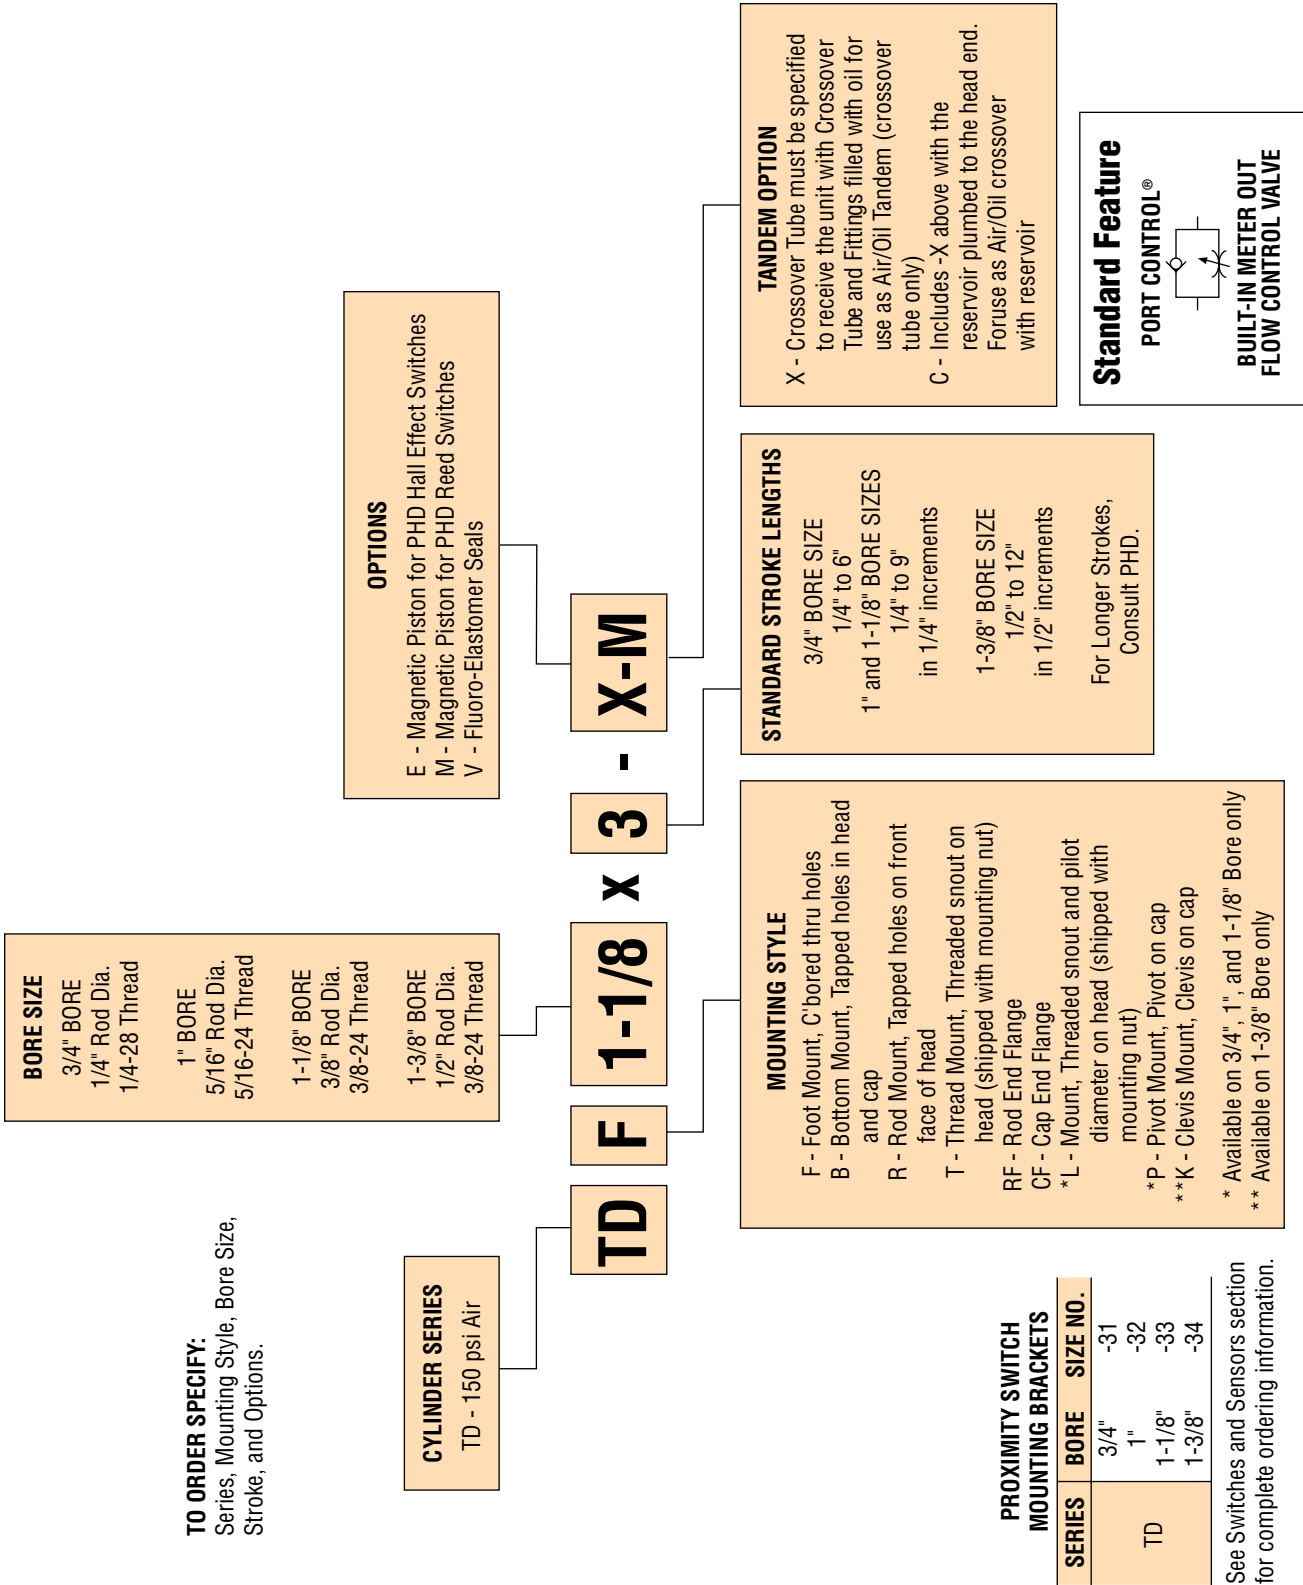 TO ORDER SPECIFY:
Series, Mounting Style, Bore Size,
Stroke, and Options.
BORE SIZE
3/4" BORE
1/4" Rod Dia.
1/4-28 Thread
1" BORE
5/16" Rod Dia.
5/16-24 Thread
1-1/8" BORE
3/8" Rod Dia.
3/8-24 Thread
1-3/8" BORE
1/2" Rod Dia.
3/8-24 Thread
OPTIONS
E - Magnetic Piston for PHD Hall Effect Switches
M - Magnetic Piston for PHD Reed Switches
V - Fluoro-Elastomer Seals
CYLINDER SERIES
TD - 150 psi Air
TD F 1-1/8 x 3 - X-M
MOUNTING STYLE
F - Foot Mount, C'bored thru holes
B - Bottom Mount, Tapped holes in head
and cap
R - Rod Mount, Tapped holes on front
face of head
T - Thread Mount, Threaded snout on
head (shipped with mounting nut)
RF - Rod End Flange
CF - Cap End Flange
*L - Mount, Threaded snout and pilot
diameter on head (shipped with
mounting nut)
*P - Pivot Mount, Pivot on cap
**K - Clevis Mount, Clevis on cap
* Available on 3/4", 1", and 1-1/8" Bore only
** Available on 1-3/8" Bore only
STANDARD STROKE LENGTHS
3/4" BORE SIZE
1/4" to 6"
1" and 1-1/8" BORE SIZES
1/4" to 9"
in 1/4" increments
1-3/8" BORE SIZE
1/2" to 12"
in 1/2" increments
For Longer Strokes,
Consult PHD.
TANDEM OPTION
X - Crossover Tube must be specified
to receive the unit with Crossover
Tube and Fittings filled with oil for
use as Air/Oil Tandem (crossover
tube only)
C - Includes -X above with the
reservoir plumbed to the head end.
Foruse as Air/Oil crossover
with reservoir
PROXIMITY SWITCH
MOUNTING BRACKETS
SERIES BORE SIZE NO.
TD
3/4" -31
1" -32
1-1/8" -33
1-3/8" -34
See Switches and Sensors section
for complete ordering information.
Standard Feature
PORT CONTROL®
BUILT-IN METER OUT
FLOW CONTROL VALVE